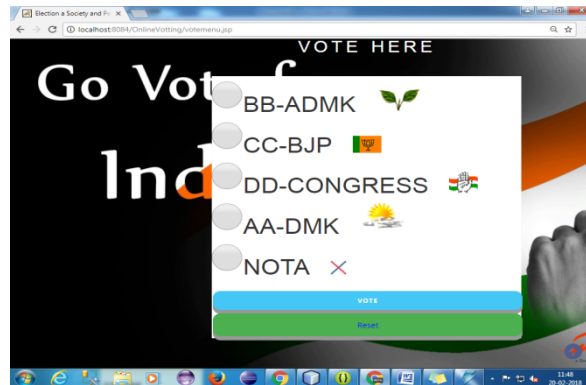 Election a Society and Po
localhost:8084/OnlineVotting/votemenu.jsp
VOTE HERE
Go Vot f
BB-ADMK
CC-BJP
Ind
DD-CONGRESS
AA-DMK
NOTA
VOTE
Reset
11:48
20-02-2018